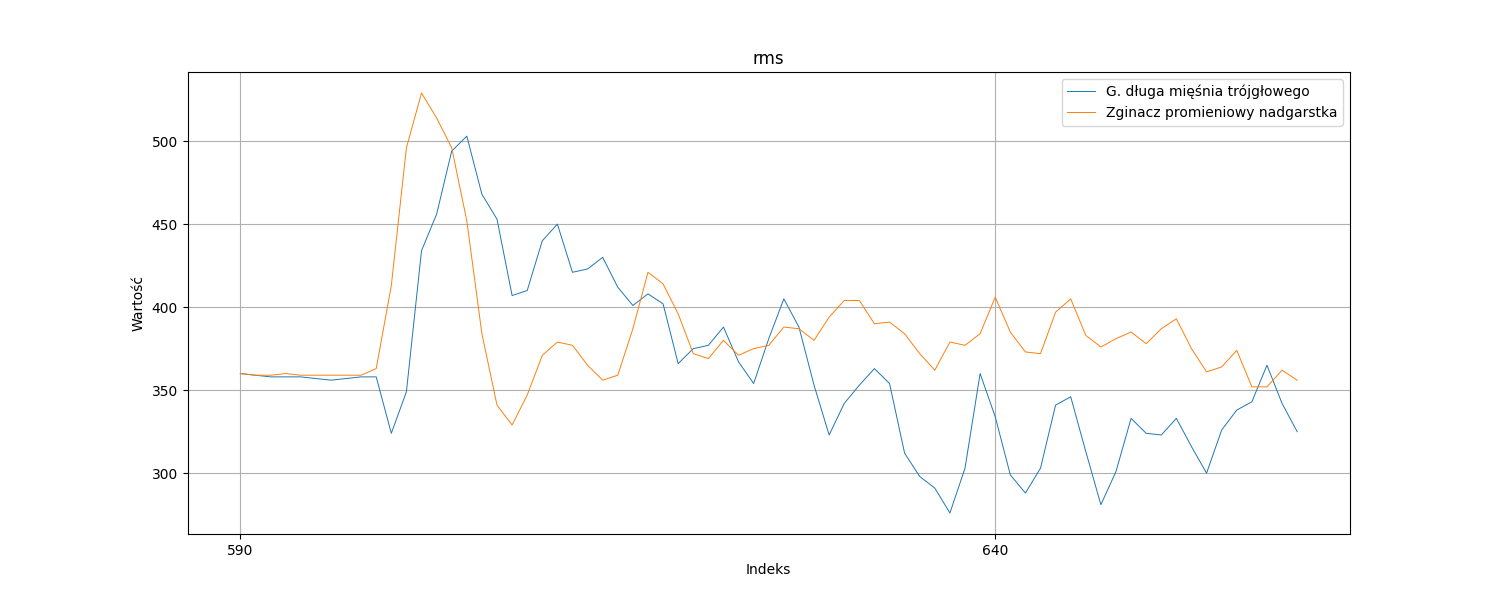 rms
G. długa mięśnia trójgłowego
Zginacz promieniowy nadgarstka
500
450
400
350
300
Wartość
590
640
Indeks